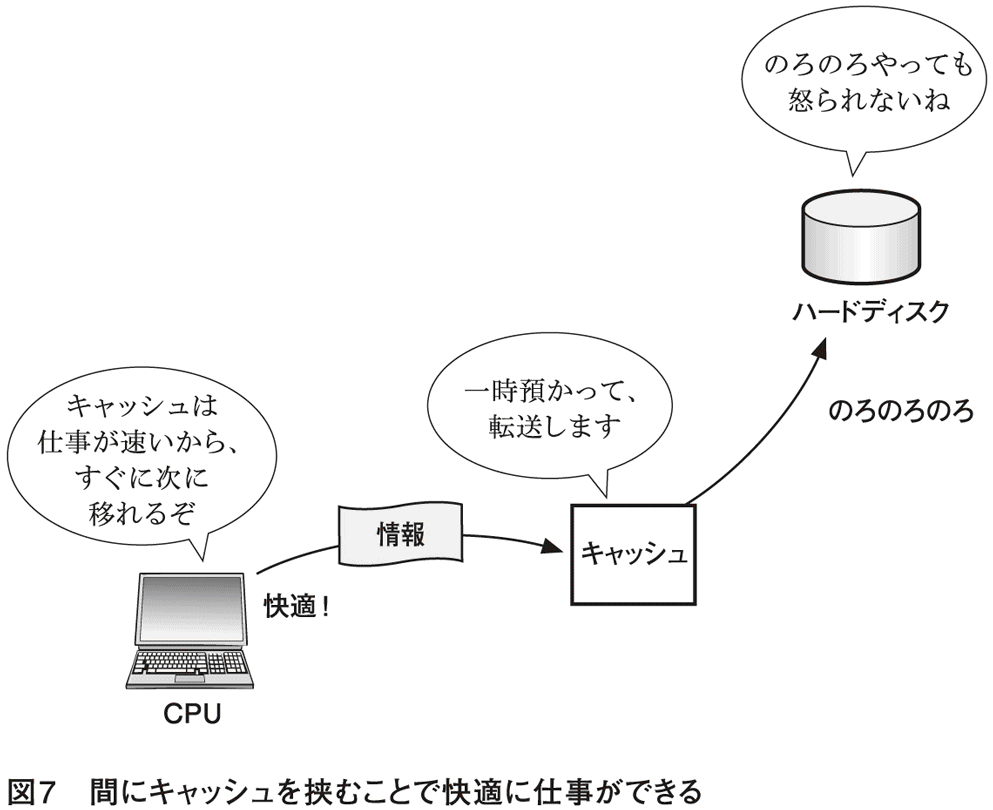 のろのろやっても
怒られないね
ハードディスク
のろのろのろ
一時預かって、
転送します
キャッシュは
仕事が速いから、
すぐに次に
移れるぞ
情報
キャッシュ
快適!
CPU
図7 間にキャッシュを挟むことで快適に仕事ができる